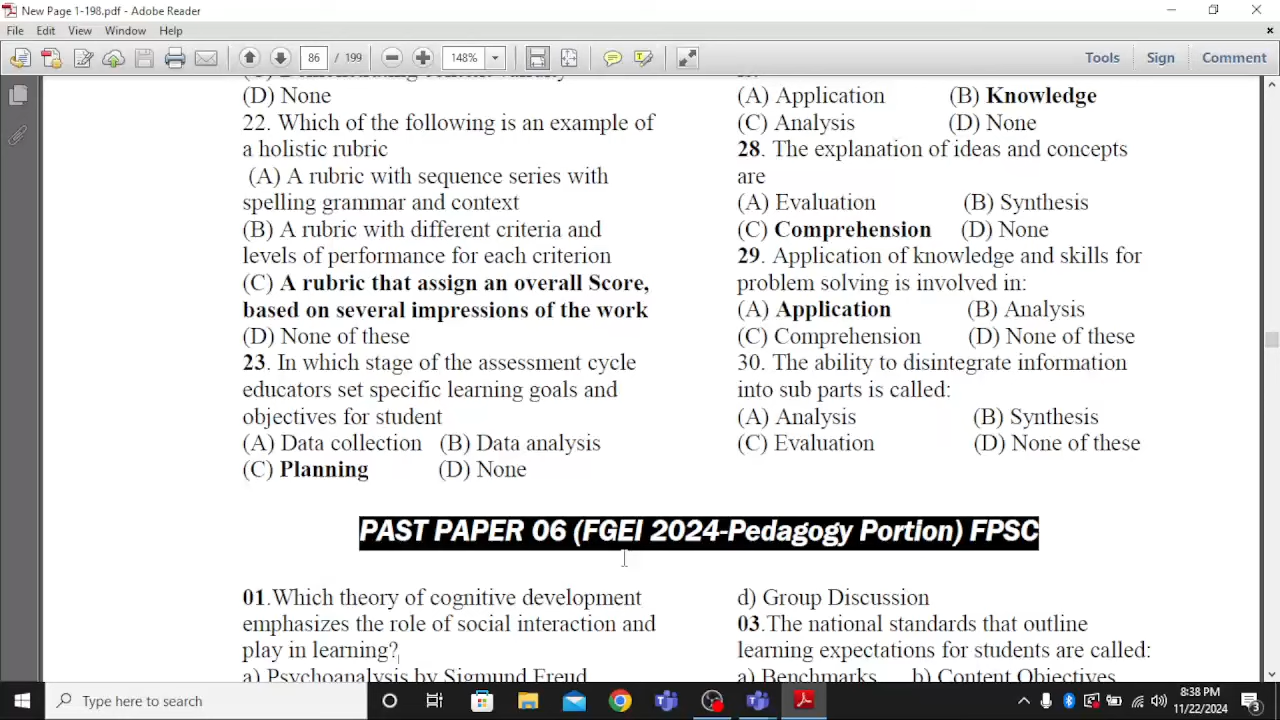 New Page 1-198.pdf - Adobe Reader
File Edit View Window Help
86 / 199 148% Tools Sign Comment
(D) None
22. Which of the following is an example of
a holistic rubric
(A) A rubric with sequence series with
spelling grammar and context
(B) A rubric with different criteria and
levels of performance for each criterion
(C) A rubric that assign an overall Score,
based on several impressions of the work
(D) None of these
23. In which stage of the assessment cycle
educators set specific learning goals and
objectives for student
(A) Data collection (B) Data analysis
(C) Planning (D) None
(A) Application (B) Knowledge
(C) Analysis (D) None
28. The explanation of ideas and concepts
are
(A) Evaluation (B) Synthesis
(C) Comprehension (D) None
29. Application of knowledge and skills for
problem solving is involved in:
(A) Application (B) Analysis
(C) Comprehension (D) None of these
30. The ability to disintegrate information
into sub parts is called:
(A) Analysis (B) Synthesis
(C) Evaluation (D) None of these
PAST PAPER 06 (FGEI 2024-Pedagogy Portion) FPSC
01.Which theory of cognitive development
emphasizes the role of social interaction and
play in learning?
a) Psychoanalysis by Sigmund Freud
d) Group Discussion
03.The national standards that outline
learning expectations for students are called:
a) Benchmarks b) Content Objectives
Type here to search
8:38 PM
11/22/2024
3